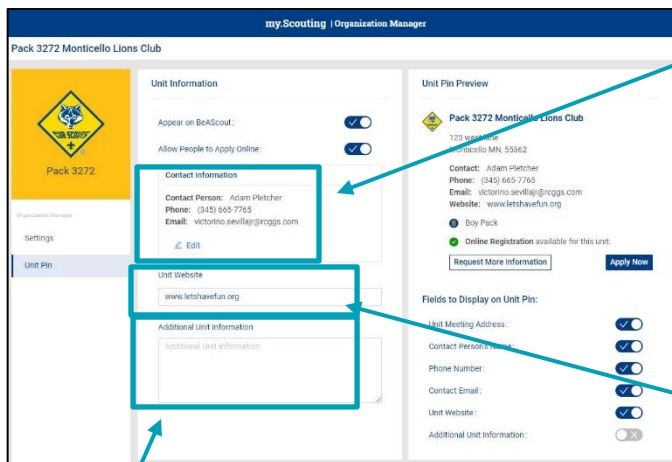 my.Scouting | Organization Manager
Pack 3272 Monticello Lions Club
CUB SCOUTS
Pack 3272
Organization Manager
Settings
Unit Pin
Unit Information
Appear on BeAScout:
Allow People to Apply Online:
Contact Information
Contact Person: Adam Pletcher
Phone: (345) 665-7765
Email: victorino.sevillajr@rcggs.com
Edit
Unit Website
www.letshavefun.org
Additional Unit Information
Additional Unit Information
Unit Pin Preview
Pack 3272 Monticello Lions Club
123 west lane
Monticello MN, 55362
Contact: Adam Pletcher
Phone: (345) 665-7765
Email: victorino.sevillajr@rcggs.com
Website: www.letshavefun.org
B Boy Pack
Online Registration available for this unit.
Request More Information
Apply Now
Fields to Display on Unit Pin:
Unit Meeting Address:
Contact Person's Name:
Phone Number:
Contact Email:
Unit Website:
Additional Unit Information: